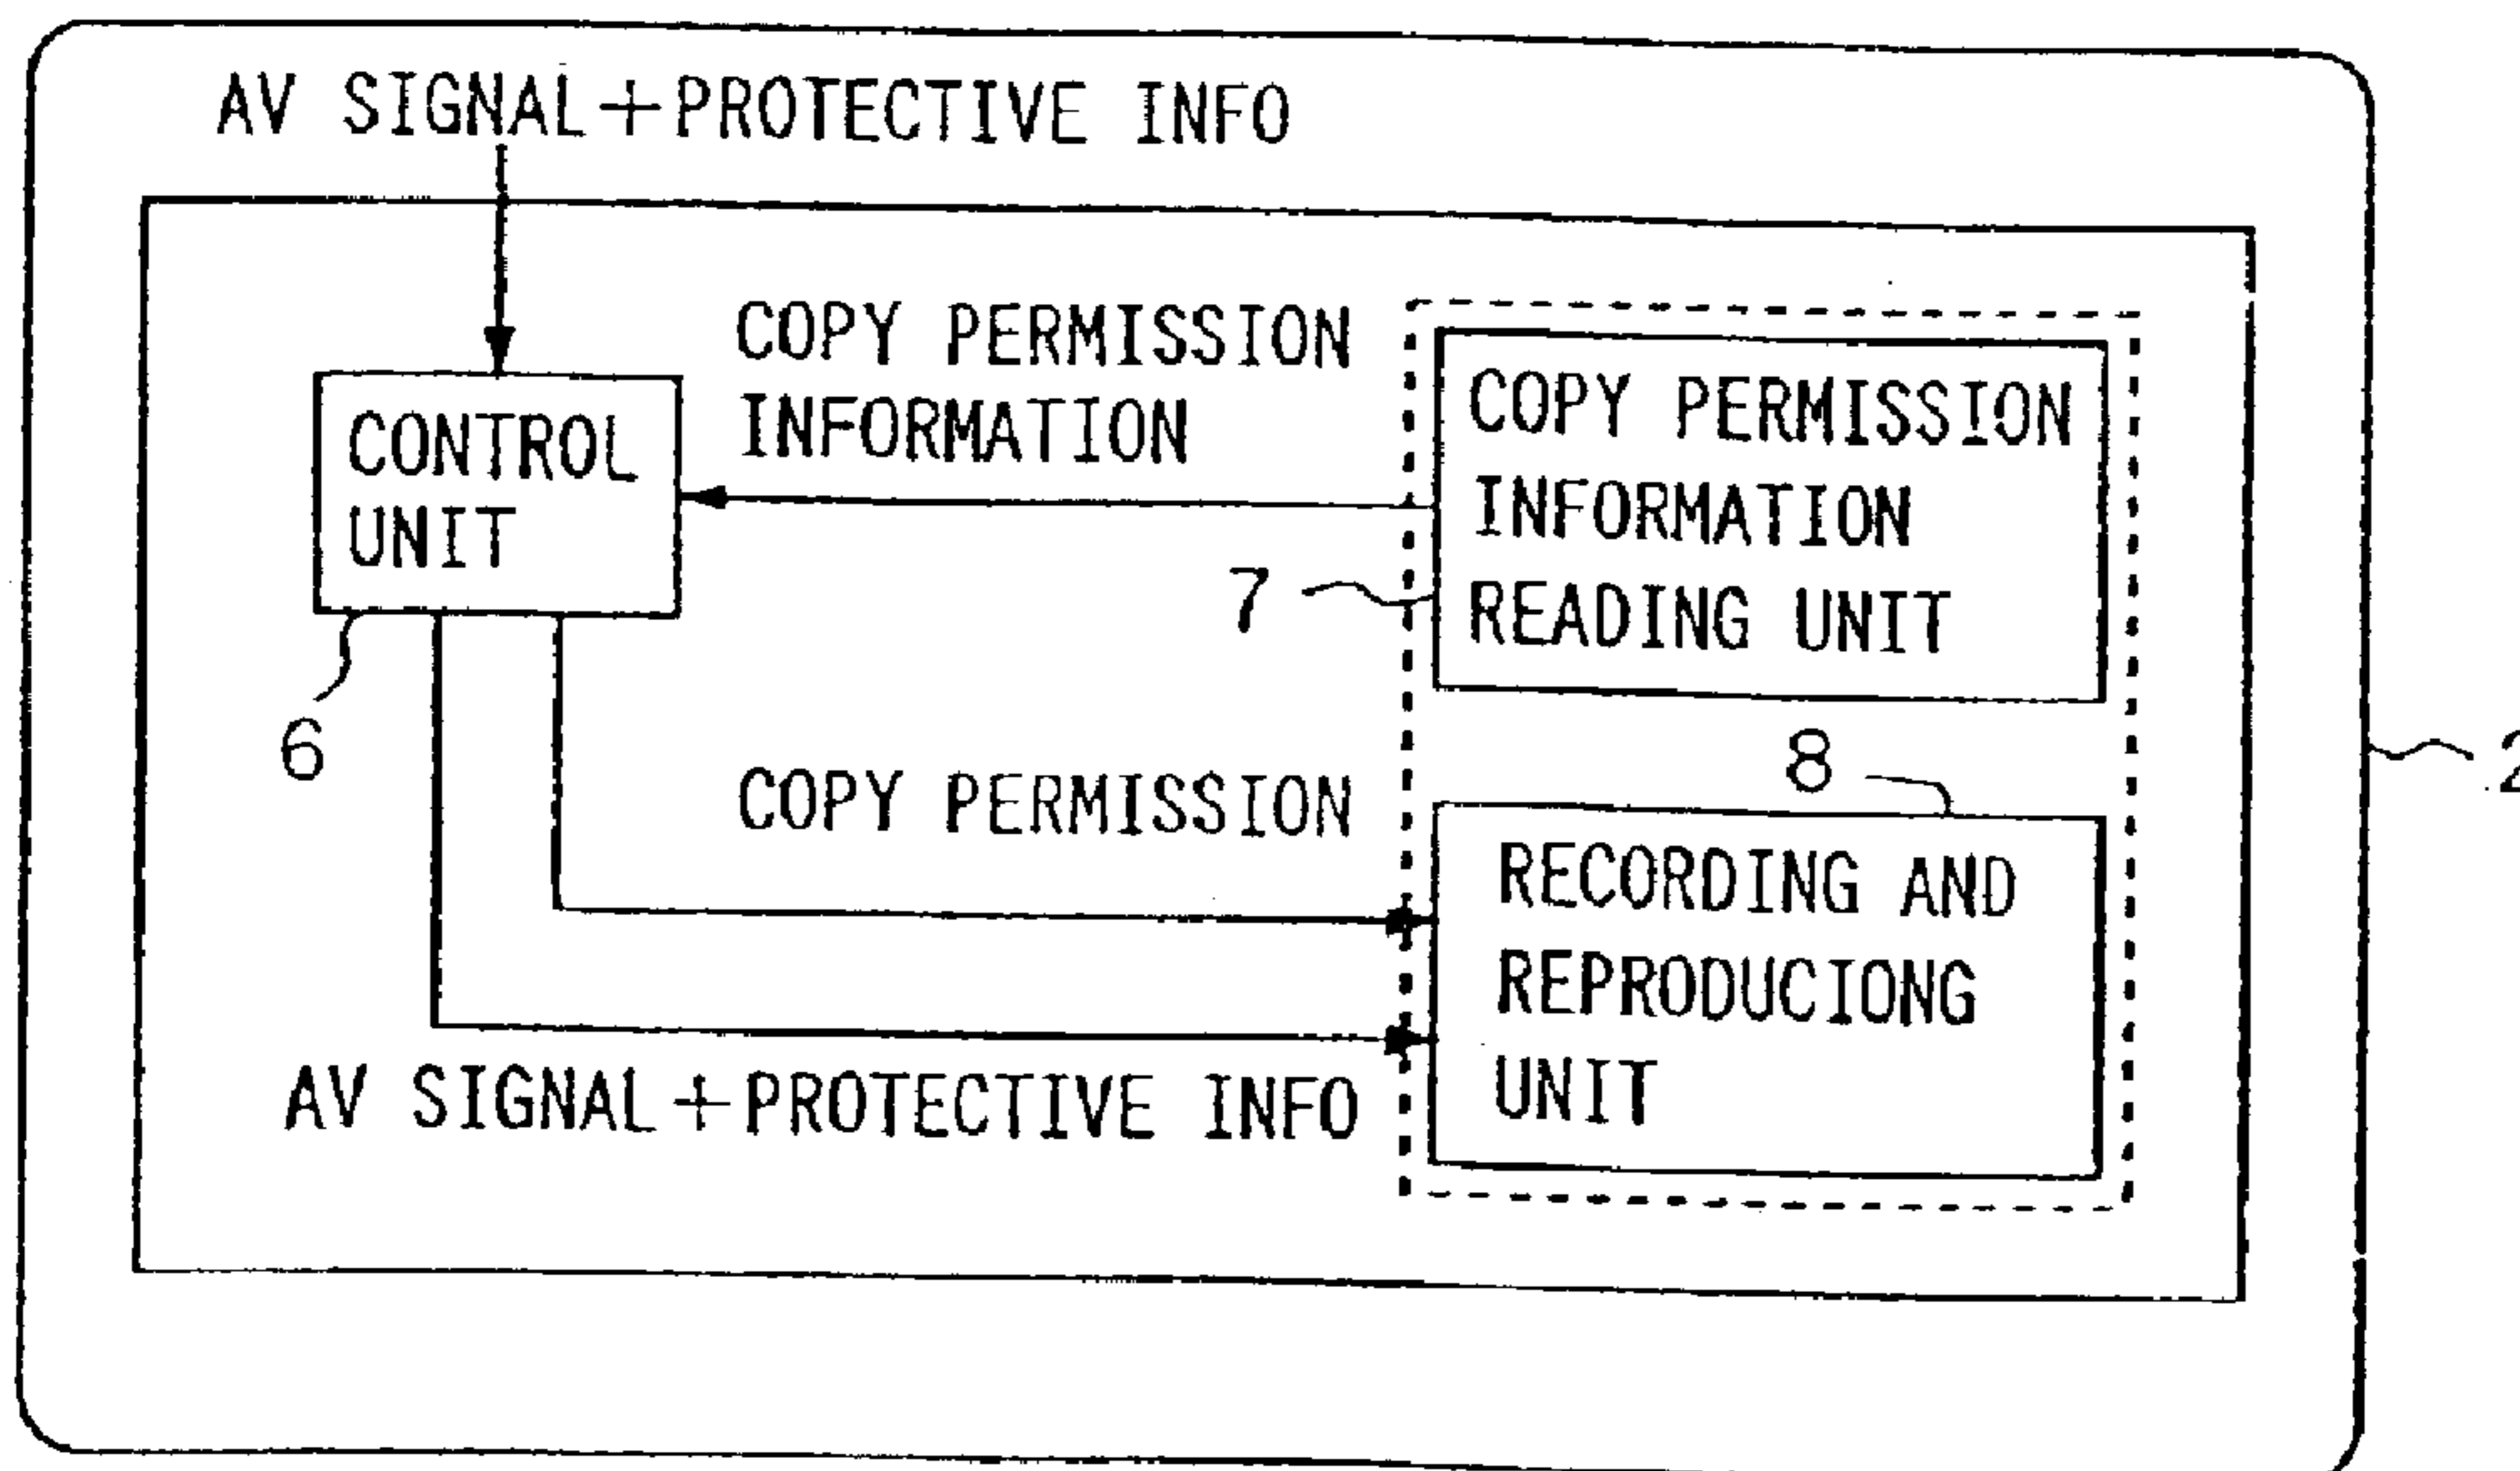 AV SIGNAL+PROTECTIVE INFO
COPY PERMISSION
INFORMATION
CONTROL
UNIT
COPY PERMISSION
INFORMATION
READING UNIT
7
6
8
2
COPY PERMISSION
RECORDING AND
REPRODUCIONG
UNIT
AV SIGNAL+PROTECTIVE INFO